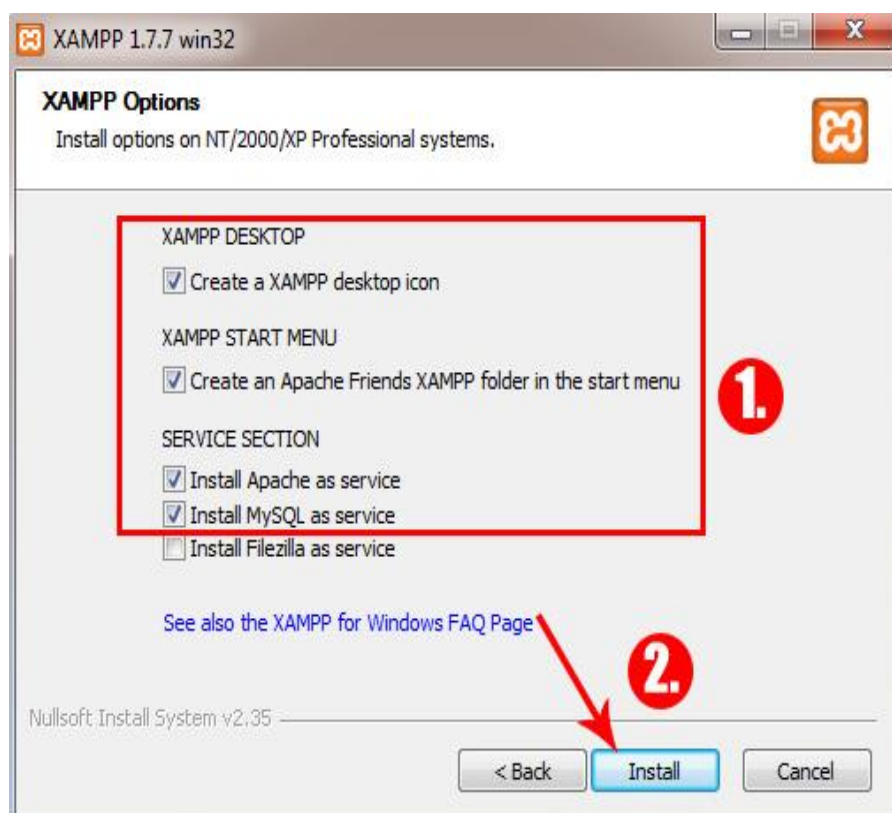 XAMPP 1.7.7 win32
XAMPP Options
Install options on NT/2000/XP Professional systems.
XAMPP DESKTOP
Create a XAMPP desktop icon
XAMPP START MENU
Create an Apache Friends XAMPP folder in the start menu
1.
SERVICE SECTION
Install Apache as service
Install MySQL as service
Install Filezilla as service
See also the XAMPP for Windows FAQ Page
2.
Nullsoft Install System v2.35
< Back Install Cancel